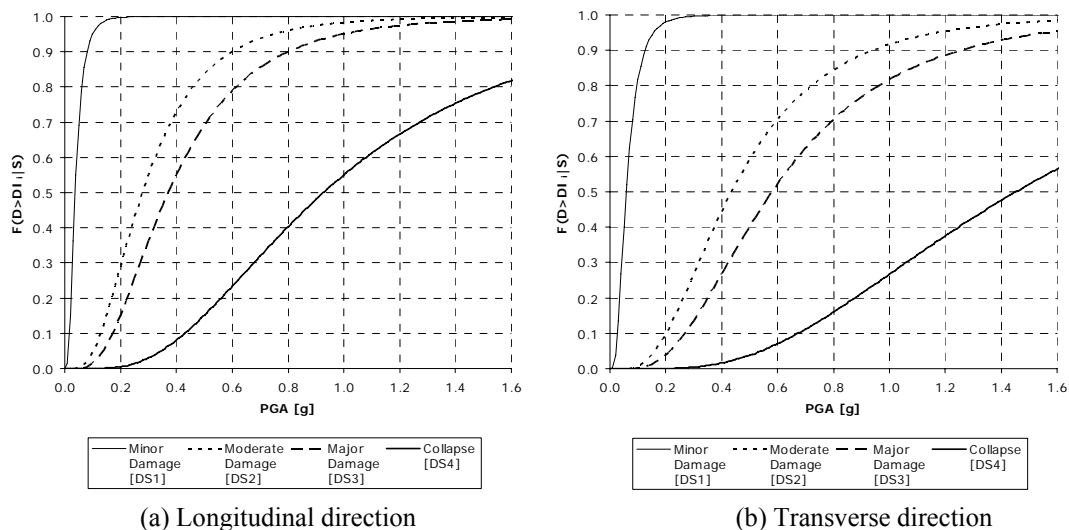 F(D>DI i|S)
1.0
0.9
0.8
0.7
0.6
0.5
0.4
0.3
0.2
0.1
0.0
0.0 0.2 0.4 0.6 0.8 1.0 1.2 1.4 1.6
PGA [g]
Minor Damage [DS1]
Moderate Damage [DS2]
Major Damage [DS3]
Collapse [DS4]
(a) Longitudinal direction
F(D>DI i|S)
1.0
0.9
0.8
0.7
0.6
0.5
0.4
0.3
0.2
0.1
0.0
0.0 0.2 0.4 0.6 0.8 1.0 1.2 1.4 1.6
PGA [g]
Minor Damage [DS1]
Moderate Damage [DS2]
Major Damage [DS3]
Collapse [DS4]
(b) Transverse direction